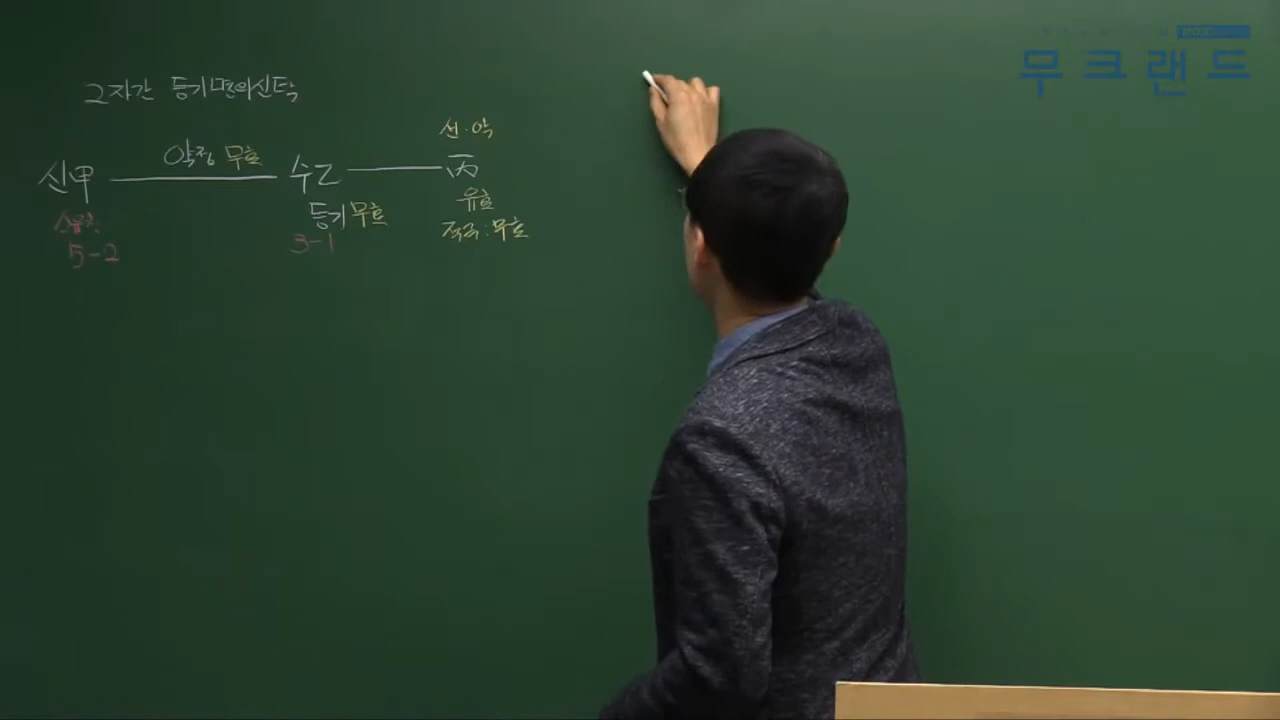 2자간 등기명의신탁
선·악
약정 무효
신甲 수乙 丙
등기 무효 유효
적극:무효
5-2 3-1
무크랜드